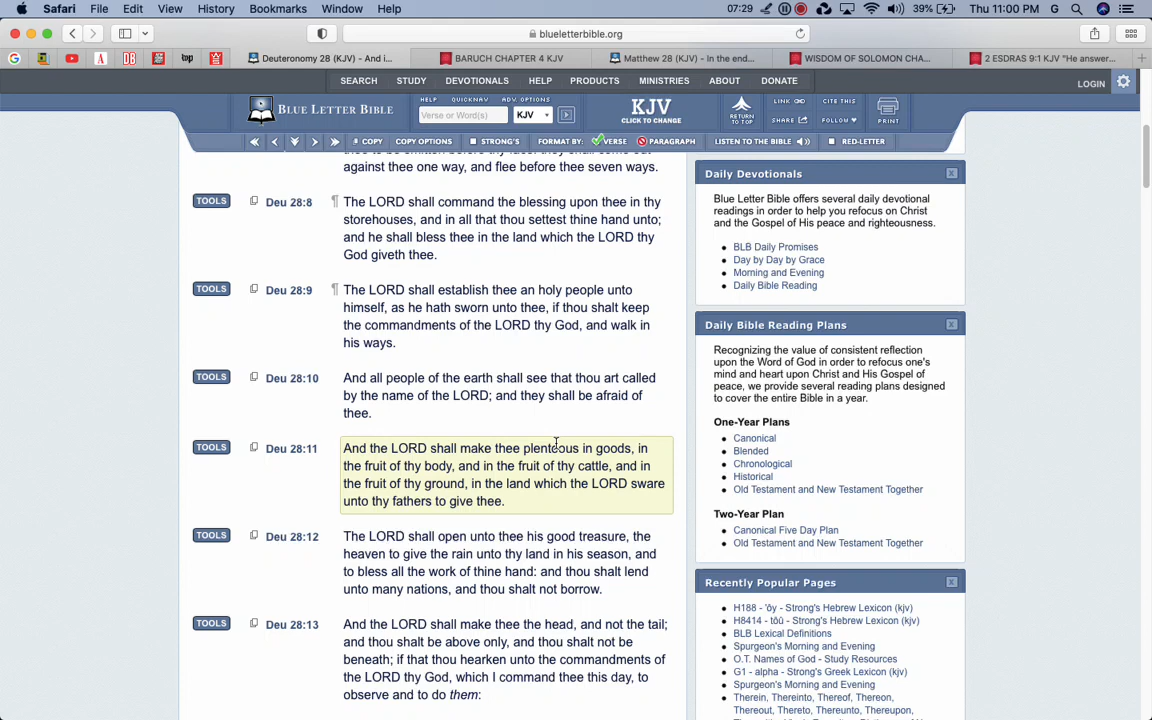 Safari File Edit View History Bookmarks Window Help 07:29 39% Thu 11:00 PM G
blueletterbible.org
Deuteronomy 28 (KJV) - And i... BARUCH CHAPTER 4 KJV Matthew 28 (KJV) - In the end... WISDOM OF SOLOMON CHA... 2 ESDRAS 9:1 KJV "He answer...
SEARCH STUDY DEVOTIONALS HELP PRODUCTS MINISTRIES ABOUT DONATE LOGIN
BLUE LETTER BIBLE
HELP QUICKNAV ADV. OPTIONS
Verse or Word(s) KJV
KJV
CLICK TO CHANGE
RETURN TO TOP
LINK CITE THIS
SHARE FOLLOW PRINT
COPY COPY OPTIONS STRONG'S FORMAT BY: VERSE PARAGRAPH LISTEN TO THE BIBLE RED-LETTER
against thee one way, and flee before thee seven ways.
TOOLS Deu 28:8 ¶ The LORD shall command the blessing upon thee in thy
storehouses, and in all that thou settest thine hand unto;
and he shall bless thee in the land which the LORD thy
God giveth thee.
TOOLS Deu 28:9 ¶ The LORD shall establish thee an holy people unto
himself, as he hath sworn unto thee, if thou shalt keep
the commandments of the LORD thy God, and walk in
his ways.
TOOLS Deu 28:10 And all people of the earth shall see that thou art called
by the name of the LORD; and they shall be afraid of
thee.
TOOLS Deu 28:11 And the LORD shall make thee plenteous in goods, in
the fruit of thy body, and in the fruit of thy cattle, and in
the fruit of thy ground, in the land which the LORD sware
unto thy fathers to give thee.
TOOLS Deu 28:12 The LORD shall open unto thee his good treasure, the
heaven to give the rain unto thy land in his season, and
to bless all the work of thine hand: and thou shalt lend
unto many nations, and thou shalt not borrow.
TOOLS Deu 28:13 And the LORD shall make thee the head, and not the tail;
and thou shalt be above only, and thou shalt not be
beneath; if that thou hearken unto the commandments of
the LORD thy God, which I command thee this day, to
observe and to do them:
Daily Devotionals
Blue Letter Bible offers several daily devotional
readings in order to help you refocus on Christ
and the Gospel of His peace and righteousness.
BLB Daily Promises
Day by Day by Grace
Morning and Evening
Daily Bible Reading
Daily Bible Reading Plans
Recognizing the value of consistent reflection
upon the Word of God in order to refocus one's
mind and heart upon Christ and His Gospel of
peace, we provide several reading plans designed
to cover the entire Bible in a year.
One-Year Plans
Canonical
Blended
Chronological
Historical
Old Testament and New Testament Together
Two-Year Plan
Canonical Five Day Plan
Old Testament and New Testament Together
Recently Popular Pages
H188 - 'ôy - Strong's Hebrew Lexicon (kjv)
H8414 - tôû - Strong's Hebrew Lexicon (kjv)
BLB Lexical Definitions
Spurgeon's Morning and Evening
O.T. Names of God - Study Resources
G1 - alpha - Strong's Greek Lexicon (kjv)
Spurgeon's Morning and Evening
Therein, Thereinto, Thereof, Thereon,
Thereout, Thereto, Thereunto, Thereupon,